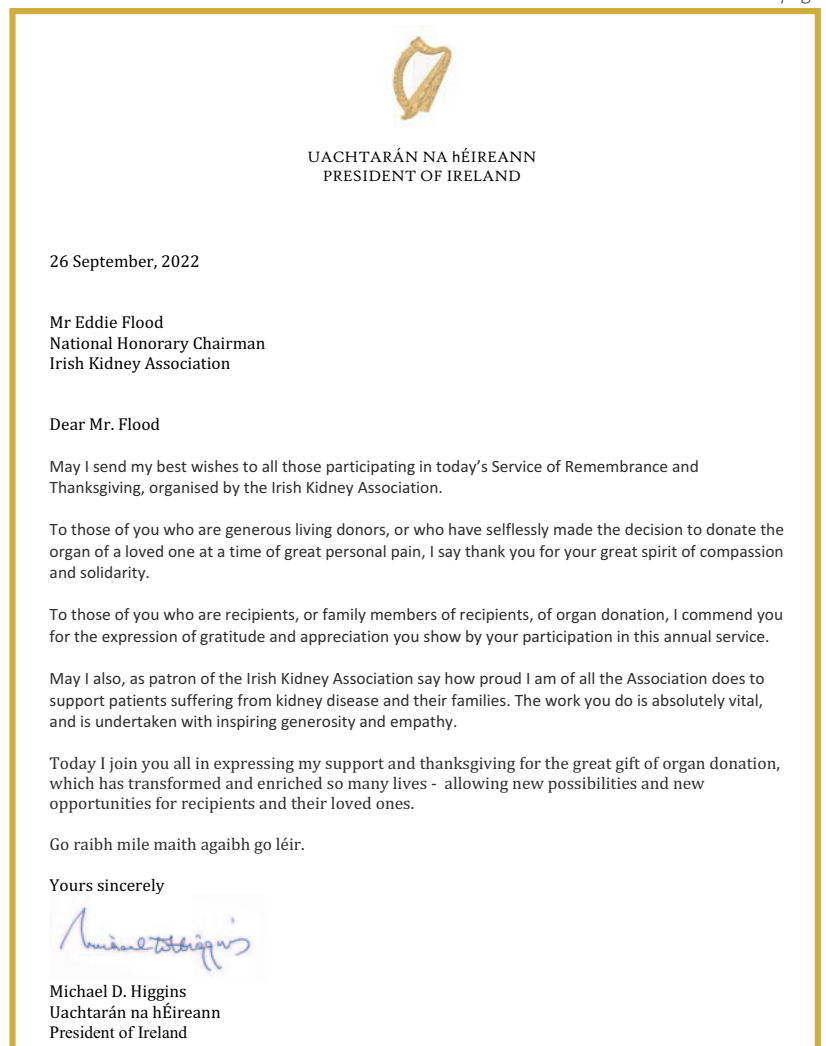 UACHTARÁN NA hÉIREANN
PRESIDENT OF IRELAND
26 September, 2022
Mr Eddie Flood
National Honorary Chairman
Irish Kidney Association
Dear Mr. Flood
May I send my best wishes to all those participating in today’s Service of Remembrance and
Thanksgiving, organised by the Irish Kidney Association.
To those of you who are generous living donors, or who have selflessly made the decision to donate the
organ of a loved one at a time of great personal pain, I say thank you for your great spirit of compassion
and solidarity.
To those of you who are recipients, or family members of recipients, of organ donation, I commend you
for the expression of gratitude and appreciation you show by your participation in this annual service.
May I also, as patron of the Irish Kidney Association say how proud I am of all the Association does to
support patients suffering from kidney disease and their families. The work you do is absolutely vital,
and is undertaken with inspiring generosity and empathy.
Today I join you all in expressing my support and thanksgiving for the great gift of organ donation,
which has transformed and enriched so many lives -  allowing new possibilities and new
opportunities for recipients and their loved ones.
Go raibh mile maith agaibh go léir.
Yours sincerely
Michael D. Higgins
Michael D. Higgins
Uachtarán na hÉireann
President of Ireland